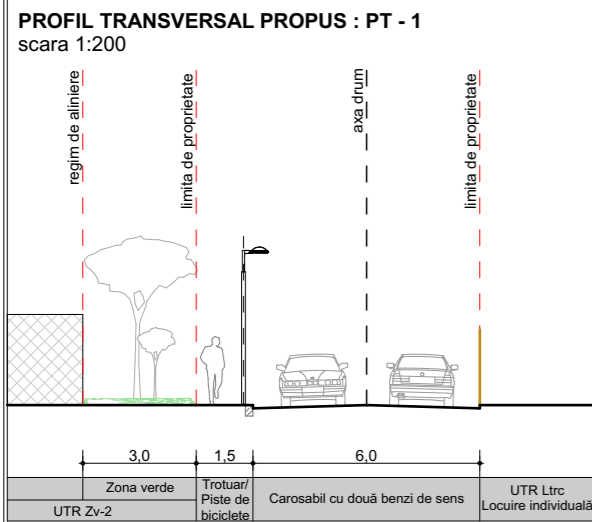 PROFIL TRANSVERSAL PROPUS : PT - 1
scara 1:200
regim de aliniere
limita de proprietate
axa drum
limita de proprietate
3,0
1,5
6,0
Zona verde
UTR Zv-2
Trotuar/
Piste de
biciclete
Carosabil cu două benzi de sens
UTR Ltrc
Locuire individuală